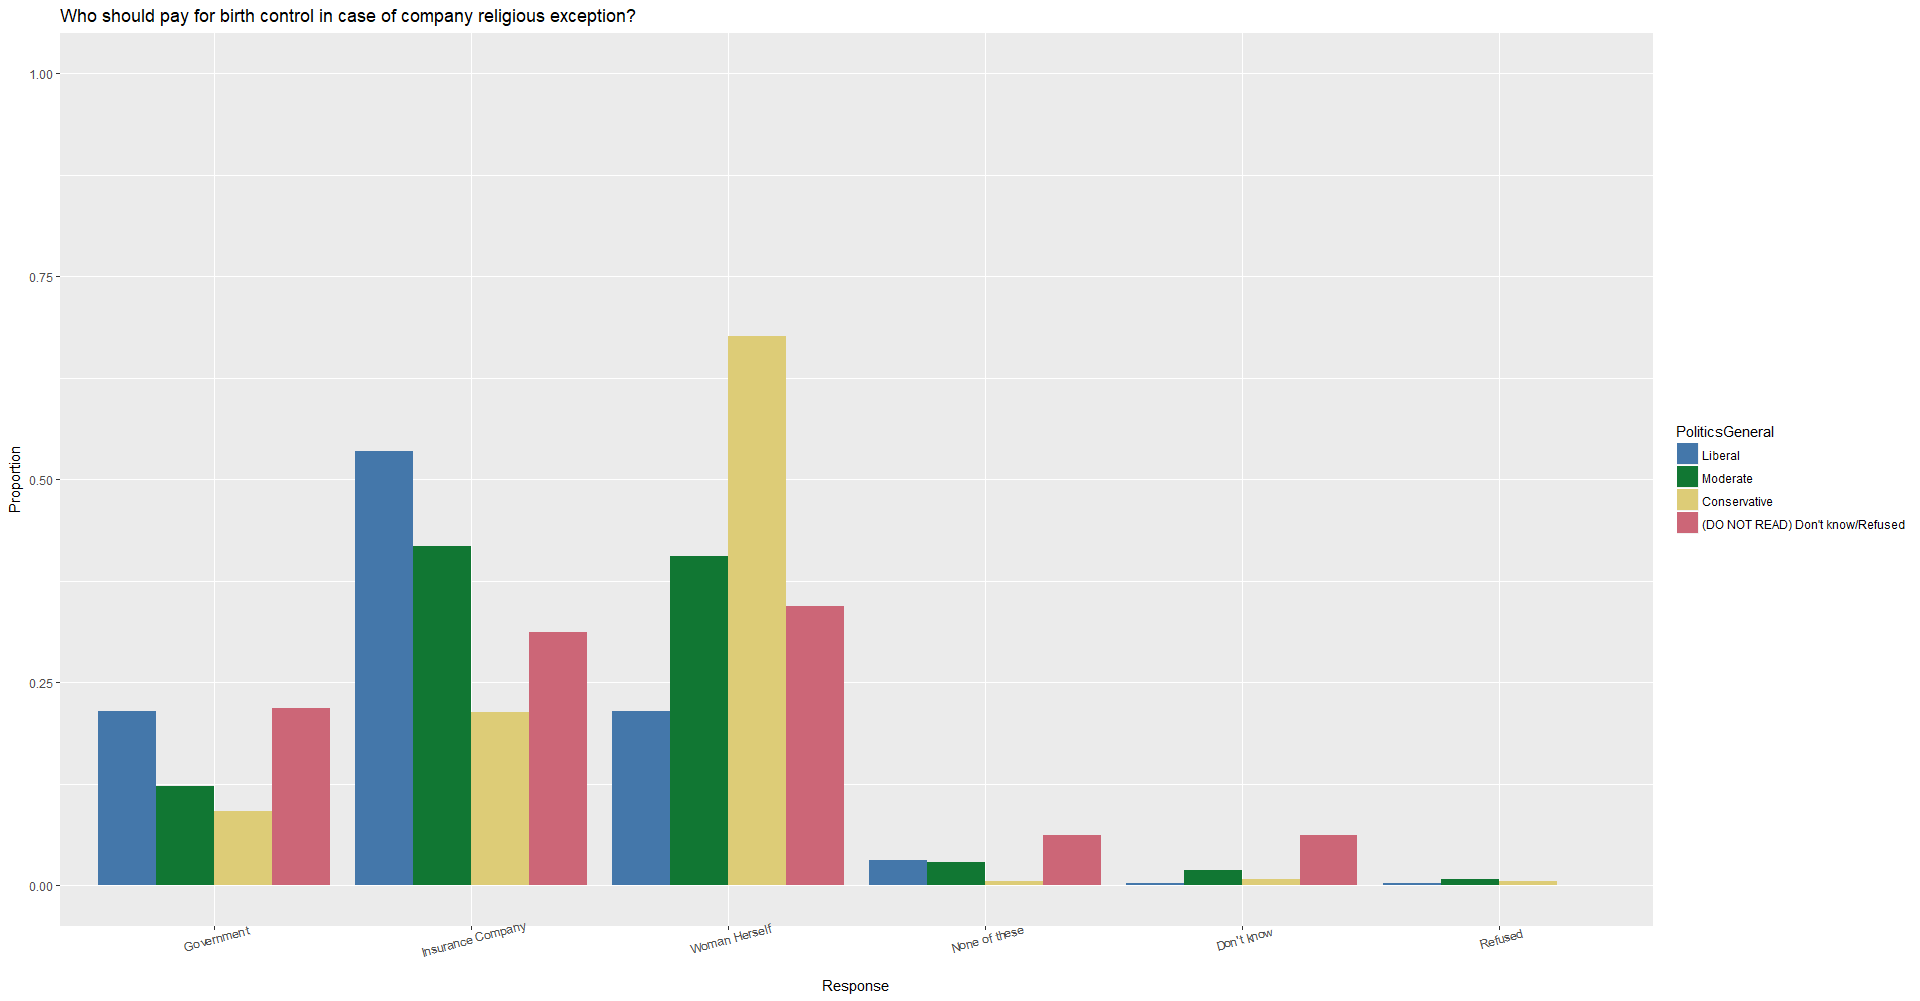 Who should pay for birth control in case of company religious exception?
1.00
0.75
0.50
0.25
0.00
Proportion
Government
Insurance Company
Woman Herself
None of these
Don't know
Refused
Response
PoliticsGeneral
Liberal
Moderate
Conservative
(DO NOT READ) Don't know/Refused